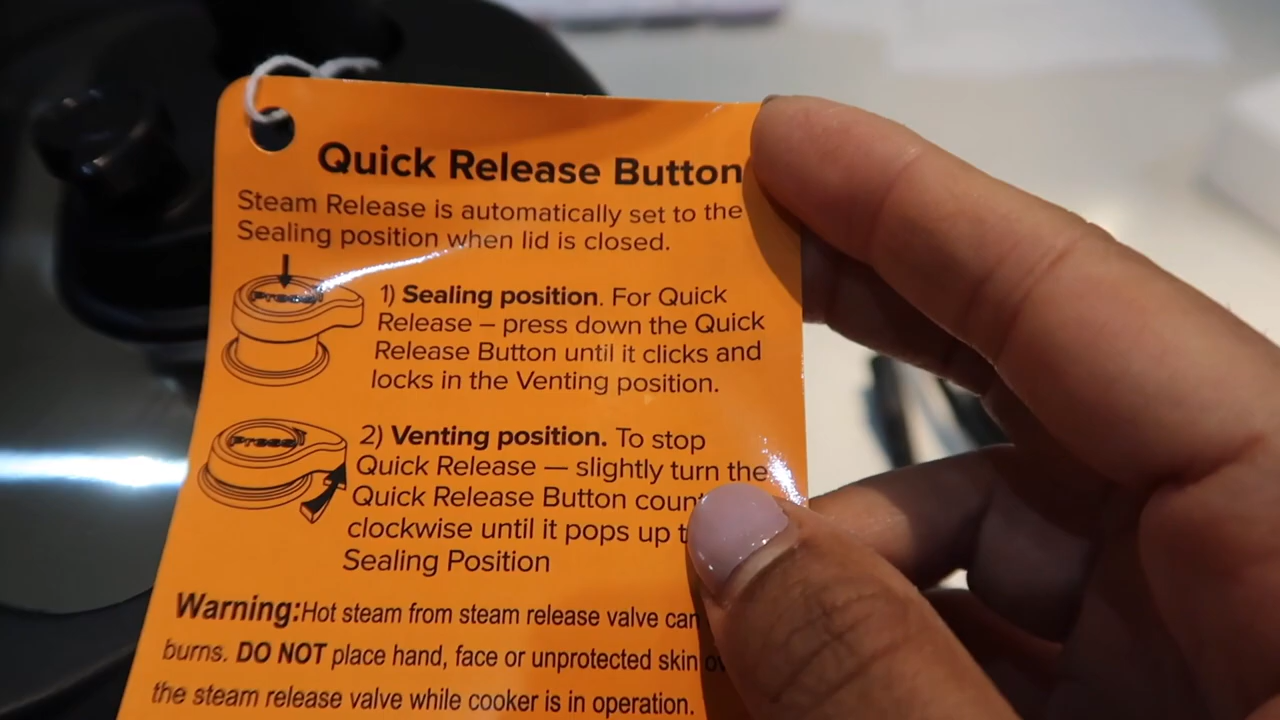 Quick Release Button
Steam Release is automatically set to the
Sealing position when lid is closed.
Press
1) Sealing position. For Quick
Release – press down the Quick
Release Button until it clicks and
locks in the Venting position.
Press
2) Venting position. To stop
Quick Release — slightly turn the
Quick Release Button
clockwise until it pops up
Sealing Position
Warning: Hot steam from steam release valve can
burns. DO NOT place hand, face or unprotected skin
the steam release valve while cooker is in operation.